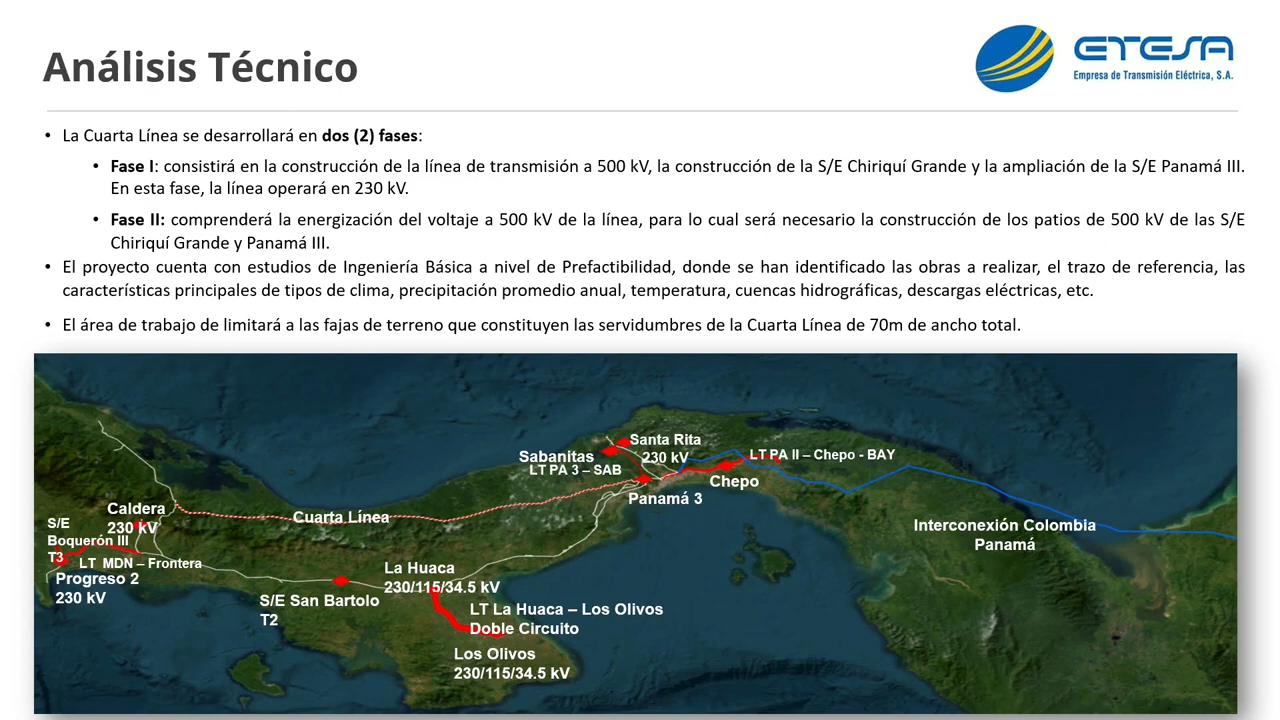 Análisis Técnico
ETESA
Empresa de Transmisión Eléctrica, S.A.
• La Cuarta Línea se desarrollará en dos (2) fases:
• Fase I: consistirá en la construcción de la línea de transmisión a 500 kV, la construcción de la S/E Chiriquí Grande y la ampliación de la S/E Panamá III.
En esta fase, la línea operará en 230 kV.
• Fase II: comprenderá la energización del voltaje a 500 kV de la línea, para lo cual será necesario la construcción de los patios de 500 kV de las S/E
Chiriquí Grande y Panamá III.
• El proyecto cuenta con estudios de Ingeniería Básica a nivel de Prefactibilidad, donde se han identificado las obras a realizar, el trazo de referencia, las
características principales de tipos de clima, precipitación promedio anual, temperatura, cuencas hidrográficas, descargas eléctricas, etc.
• El área de trabajo de limitará a las fajas de terreno que constituyen las servidumbres de la Cuarta Línea de 70m de ancho total.
Santa Rita
230 kV
Sabanitas
LT PA 3 – SAB
LT PA II – Chepo - BAY
Chepo
Panamá 3
Caldera
230 kV
Cuarta Línea
S/E
Boquerón III
T3
Interconexión Colombia
Panamá
LT MDN – Frontera
Progreso 2
230 kV
La Huaca
230/115/34.5 kV
S/E San Bartolo
T2
LT La Huaca – Los Olivos
Doble Circuito
Los Olivos
230/115/34.5 kV